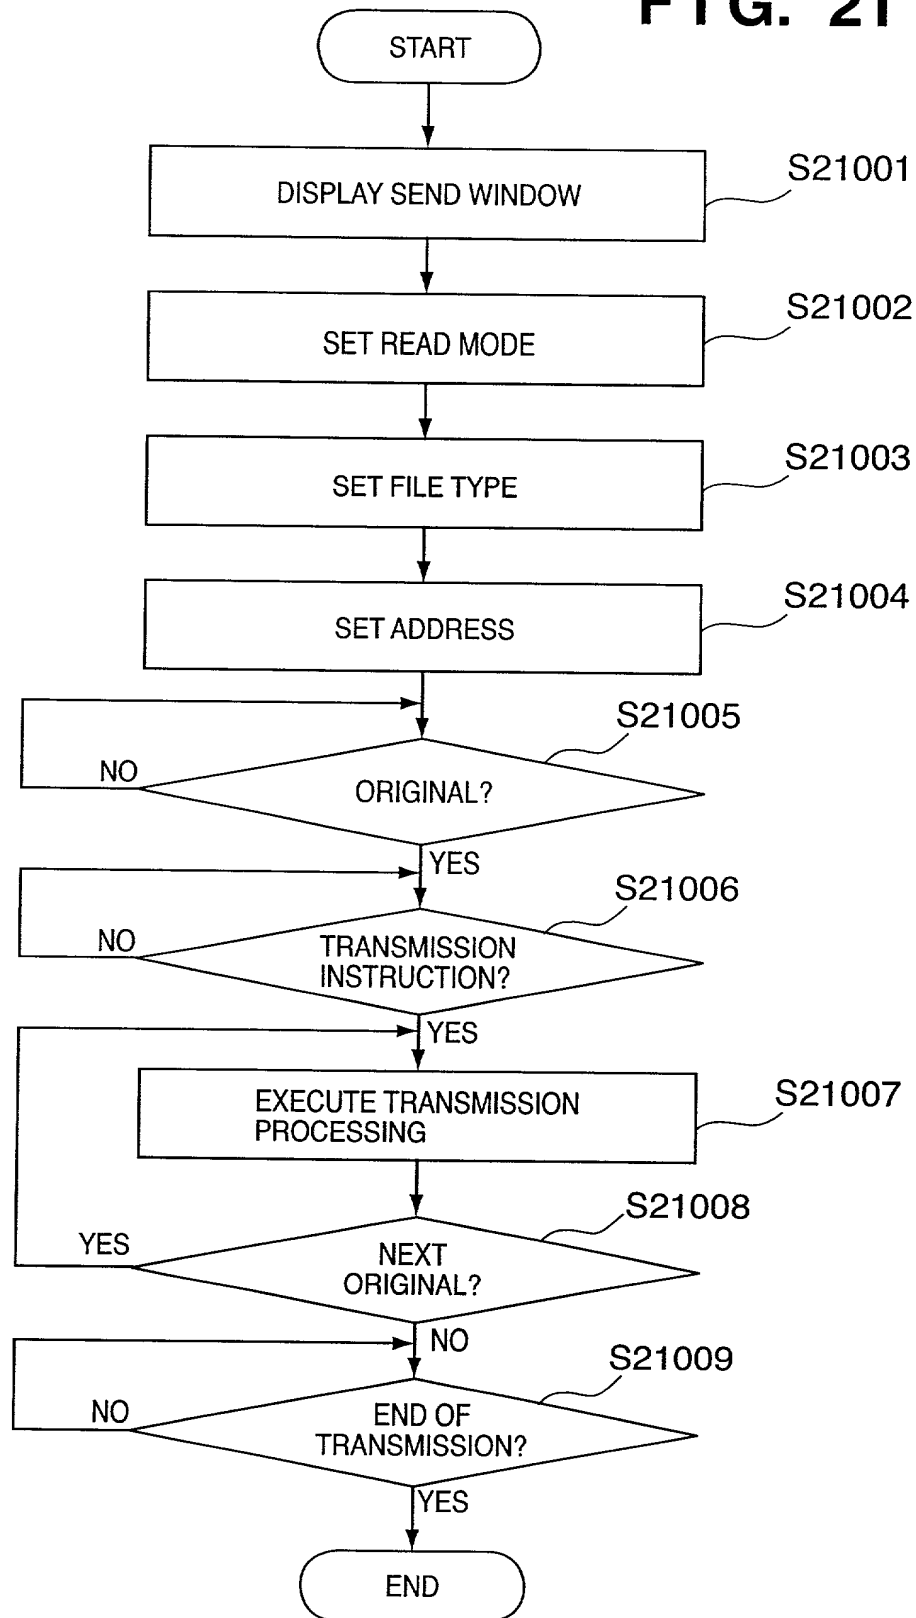 FIG. 21
START
DISPLAY SEND WINDOW
S21001
SET READ MODE
S21002
SET FILE TYPE
S21003
SET ADDRESS
S21004
S21005
NO
ORIGINAL?
YES
S21006
NO
TRANSMISSION
INSTRUCTION?
YES
EXECUTE TRANSMISSION
PROCESSING
S21007
S21008
YES
NEXT
ORIGINAL?
NO
S21009
NO
END OF
TRANSMISSION?
YES
END